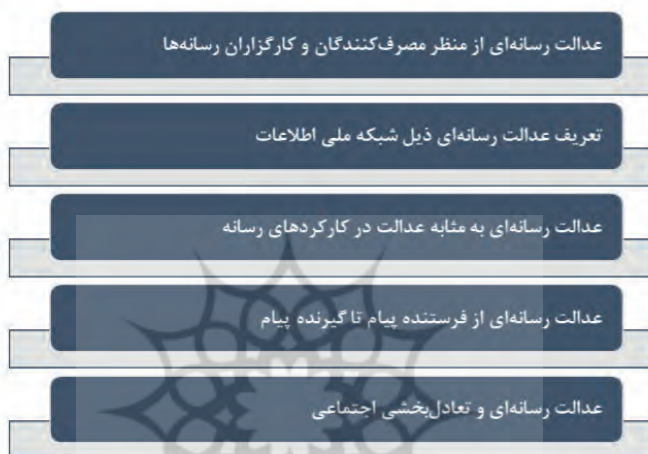 عدالت رسانه‌ای از منظر مصرف‌کنندگان و کارگزاران رسانه‌ها
تعریف عدالت رسانه‌ای ذیل شبکه ملی اطلاعات
عدالت رسانه‌ای به مثابه عدالت در کارکردهای رسانه
عدالت رسانه‌ای از فرستنده پیام تا گیرنده پیام
عدالت رسانه‌ای و تعادل‌بخشی اجتماعی